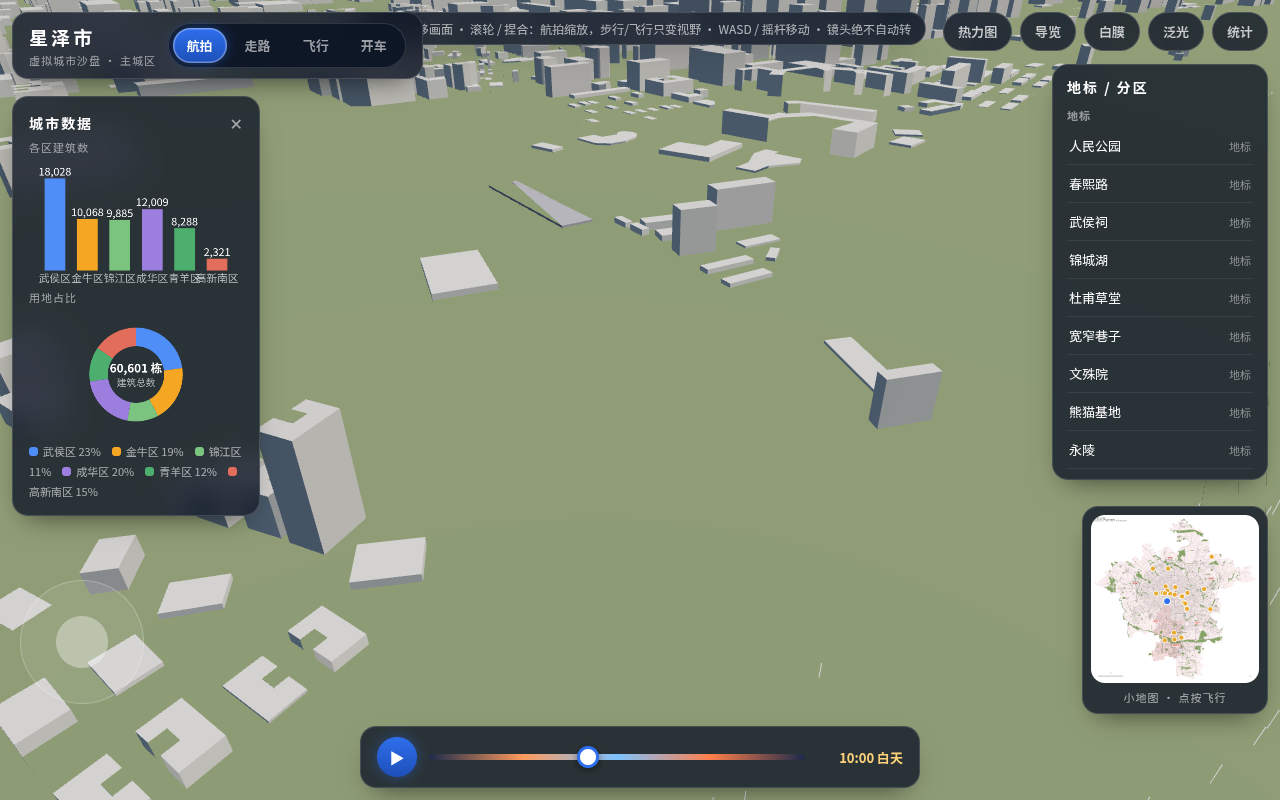 星泽市
虚拟城市沙盘 · 主城区
航拍
走路
飞行
开车
移画面 · 滚轮 / 捏合：航拍缩放，步行/飞行只变视野 · WASD / 摇杆移动 · 镜头绝不自动转
热力图
导览
白膜
泛光
统计
城市数据
×
各区建筑数
18,028
10,068
9,885
12,009
8,288
2,321
武侯区
金牛区
锦江区
成华区
青羊区
高新南区
用地占比
60,601 栋
建筑总数
武侯区 23% 金牛区 19% 锦江区
11% 成华区 20% 青羊区 12%
高新南区 15%
地标 / 分区
地标
人民公园 地标
春熙路 地标
武侯祠 地标
锦城湖 地标
杜甫草堂 地标
宽窄巷子 地标
文殊院 地标
熊猫基地 地标
永陵 地标
小地图 · 点按飞行
10:00 白天